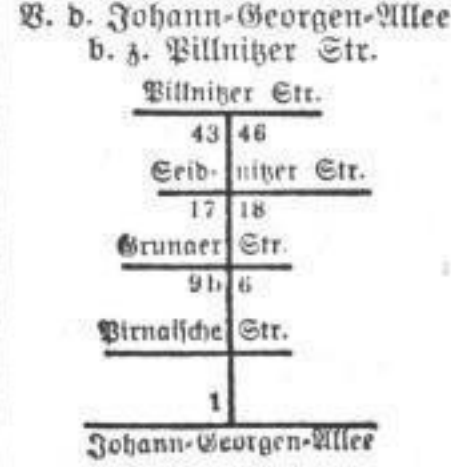 V. d. Johann-Georgen-Allee
b. z. Pillnitzer Str.
Pillnitzer Str.
43 46
Seid- nitzer Str.
17 18
Grunaer Str.
9b 6
Pirnaische Str.
1
Johann-Georgen-Allee